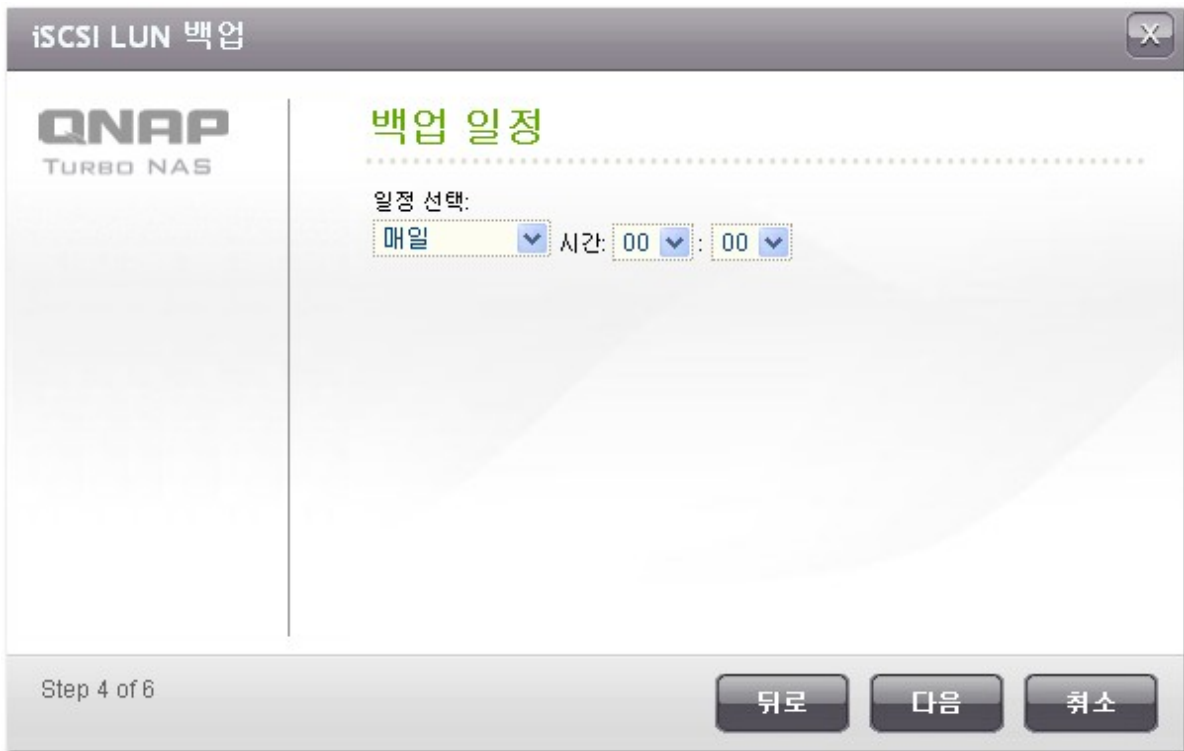 iSCSI LUN 백업
X
QNAP
TURBO NAS
백업 일정
일정 선택:
매일 시간: 00 : 00
Step 4 of 6
뒤로 다음 취소